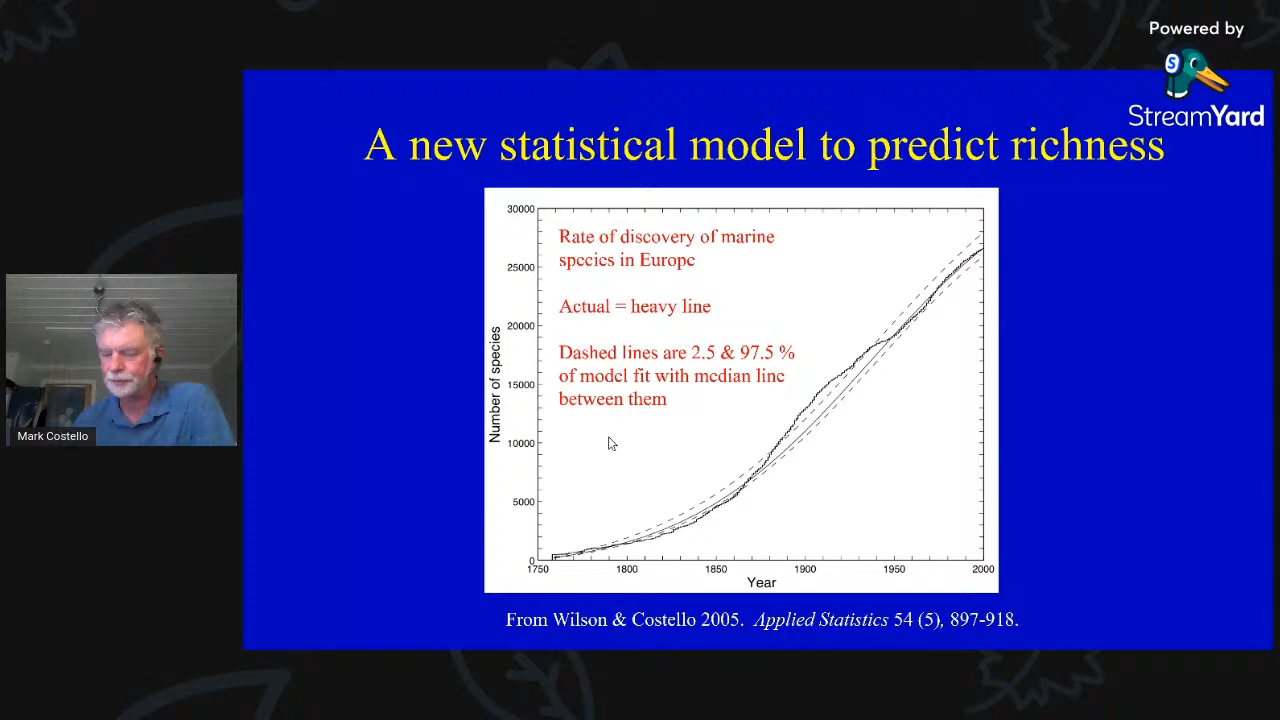 Powered by
StreamYard
A new statistical model to predict richness
30000
25000
20000
15000
10000
5000
0
Number of species
Rate of discovery of marine
species in Europe
Actual = heavy line
Dashed lines are 2.5 & 97.5 %
of model fit with median line
between them
1750
1800
1850
1900
1950
2000
Year
From Wilson & Costello 2005. Applied Statistics 54 (5), 897-918.
Mark Costello